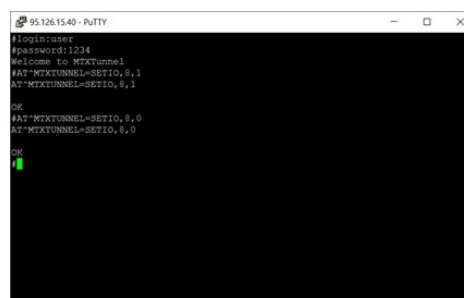 95.126.15.40 - PuTTY
#login:user
#password:1234
Welcome to MTXTunnel
#AT^MTXTUNNEL=SETIO,8,1
AT^MTXTUNNEL=SETIO,8,1
OK
#AT^MTXTUNNEL=SETIO,8,0
AT^MTXTUNNEL=SETIO,8,0
OK
#